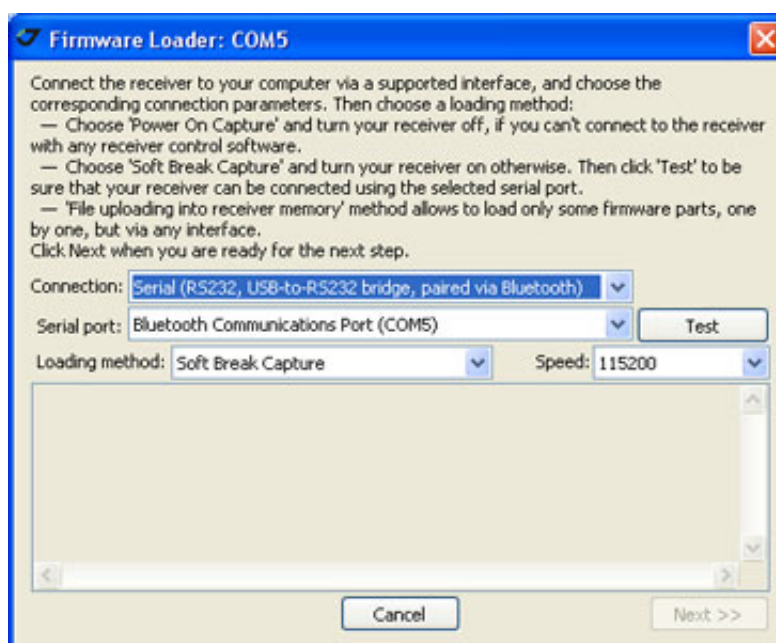 Firmware Loader: COM5
Connect the receiver to your computer via a supported interface, and choose the
corresponding connection parameters. Then choose a loading method:
— Choose 'Power On Capture' and turn your receiver off, if you can't connect to the receiver
with any receiver control software.
— Choose 'Soft Break Capture' and turn your receiver on otherwise. Then click 'Test' to be
sure that your receiver can be connected using the selected serial port.
— 'File uploading into receiver memory' method allows to load only some firmware parts, one
by one, but via any interface.
Click Next when you are ready for the next step.
Connection: Serial (RS232, USB-to-RS232 bridge, paired via Bluetooth)
Serial port: Bluetooth Communications Port (COM5) Test
Loading method: Soft Break Capture Speed: 115200
Cancel Next >>